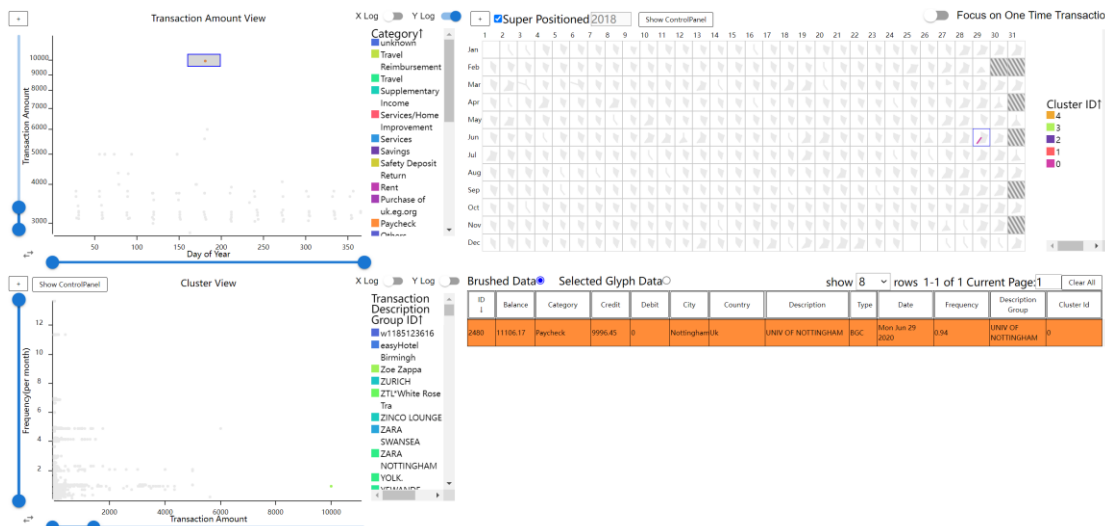 +
Transaction Amount View
X Log
Y Log
Category↑
unknown
Travel
Reimbursement
Travel
Supplementary
Income
Services/Home
Improvement
Services
Savings
Safety Deposit
Return
Rent
Purchase of
uk.eg.org
Paycheck
Others
Transaction Amount
10000
9000
8000
7000
6000
5000
4000
3000
50 100 150 200 250 300 350
Day of Year
+
Super Positioned 2018
Show ControlPanel
Focus on One Time Transactio
1 2 3 4 5 6 7 8 9 10 11 12 13 14 15 16 17 18 19 20 21 22 23 24 25 26 27 28 29 30 31
Jan
Feb
Mar
Apr
May
Jun
Jul
Aug
Sep
Oct
Nov
Dec
Cluster ID↑
4
3
2
1
0
+
Show ControlPanel
Cluster View
X Log
Y Log
Transaction
Description
Group ID↑
w1185123616
easyHotel
Birmingh
Zoe Zappa
ZURICH
ZTL*White Rose
Tra
ZINCO LOUNGE
ZARA
SWANSEA
ZARA
NOTTINGHAM
YOLK.
Frequency(per month)
12
10
8
6
4
2
2000 4000 6000 8000 10000
Transaction Amount
Brushed Data
Selected Glyph Data
show 8 rows 1-1 of 1 Current Page:1
Clear All
ID ↓ Balance Category Credit Debit City Country Description Type Date Frequency Description Group Cluster Id
2480 11106.17 Paycheck 9996.45 0 Nottingham Uk UNIV OF NOTTINGHAM BGC Mon Jun 29 2020 0.94 UNIV OF NOTTINGHAM 0